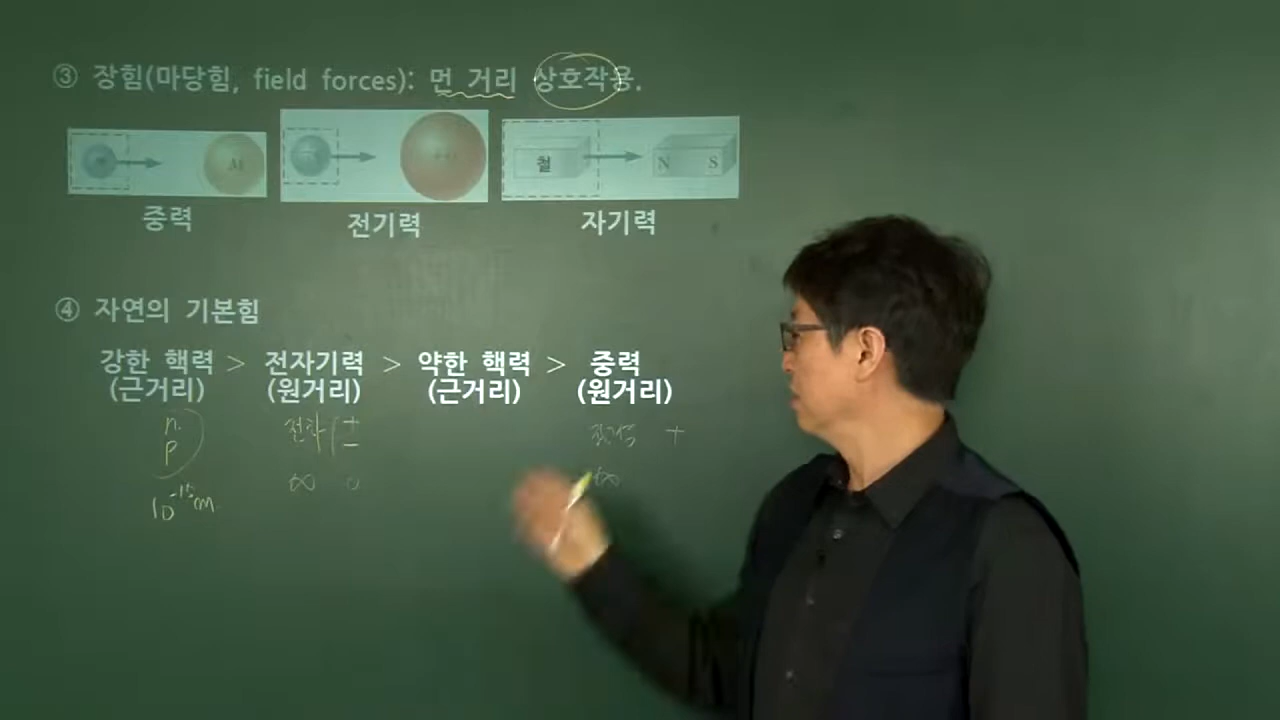 ③ 장힘(마당힘, field forces): 먼 거리 상호작용.
철 N S
중력 전기력 자기력
④ 자연의 기본힘
강한 핵력 > 전자기력 > 약한 핵력 > 중력
(근거리) (원거리) (근거리) (원거리)
n + +
p −
∞ ∞
10⁻¹⁵m